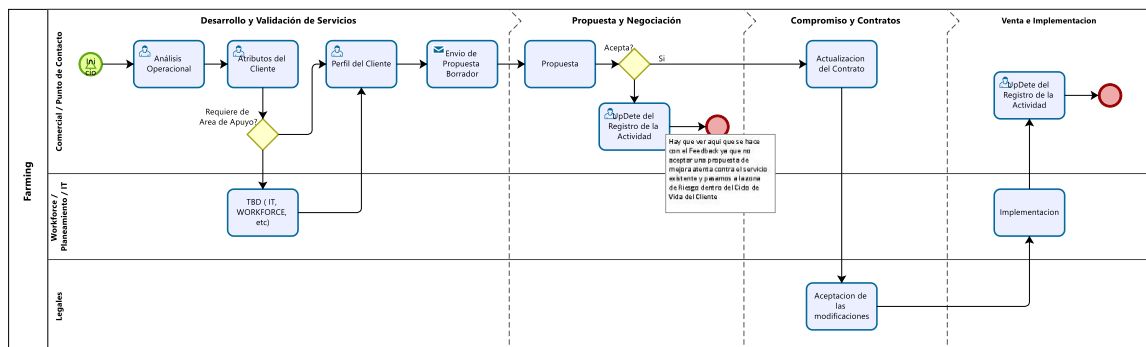 Desarrollo y Validación de Servicios
Propuesta y Negociación
Compromiso y Contratos
Venta e Implementacion
Farming
Comercial / Punto de Contacto
Inicio
Análisis
Operacional
Atributos del
Cliente
Perfil del Cliente
Envio de
Propuesta
Borrador
Propuesta
Acepta?
Si
Actualizacion
del Contrato
UpDete del
Registro de la
Actividad
Requiere de
Area de Apuyo?
UpDete del
Registro de la
Actividad
Hay que ver aqui que se hace
con el Feedback ya que no
aceptar una propuesta de
mejora atenta contra el servicio
existente y pasamos a la zona
de Riesgo dentro del Ciclo de
Vida del Cliente
Workforce /
Planeamiento / IT
TBD ( IT,
WORKFORCE,
etc)
Implementacion
Legales
Aceptacion de
las
modificaciones